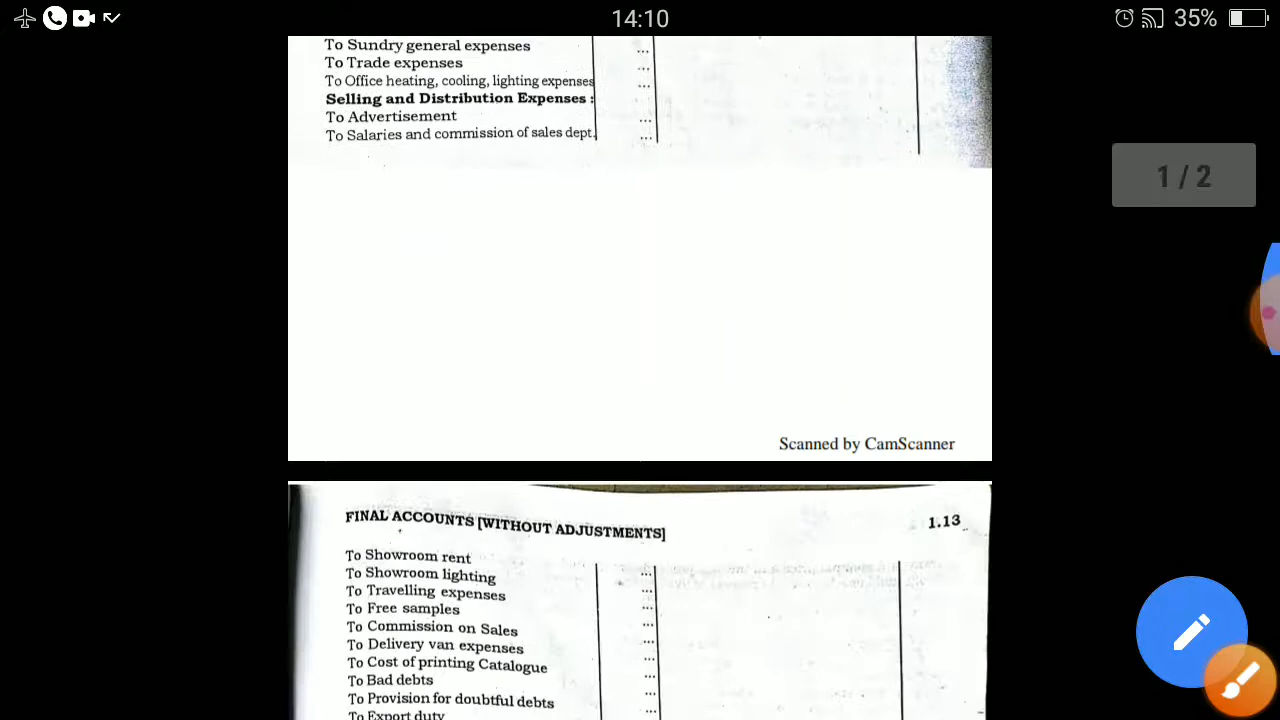 14:10
35%
To Sundry general expenses ...
To Trade expenses ...
To Office heating, cooling, lighting expenses ...
Selling and Distribution Expenses :
To Advertisement ...
To Salaries and commission of sales dept. ...
1 / 2
Scanned by CamScanner
FINAL ACCOUNTS [WITHOUT ADJUSTMENTS] 1.13
To Showroom rent
To Showroom lighting ...
To Travelling expenses ...
To Free samples ...
To Commission on Sales ...
To Delivery van expenses ...
To Cost of printing Catalogue ...
To Bad debts ...
To Provision for doubtful debts ...
To Export duty ...